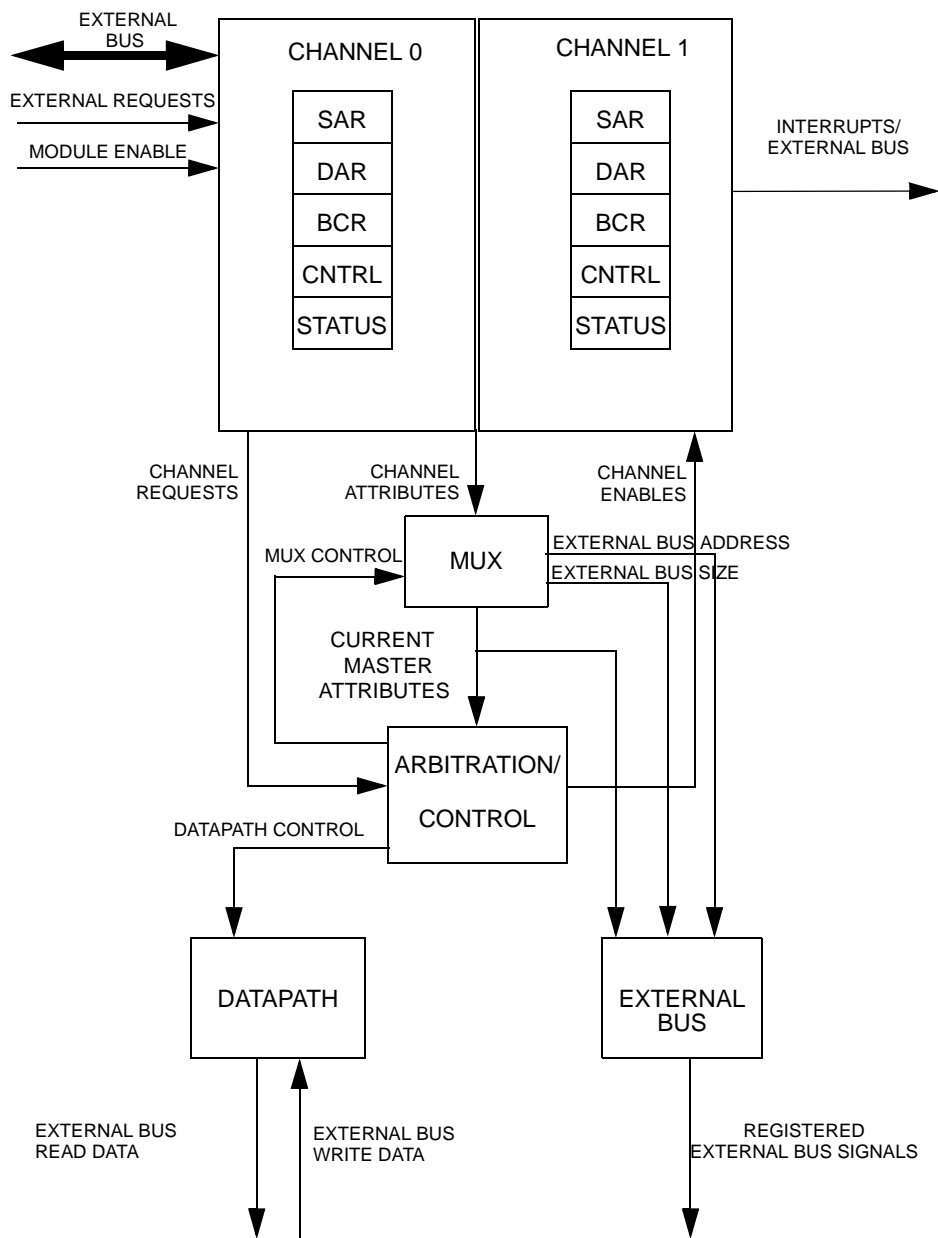 EXTERNAL
BUS
CHANNEL 0
CHANNEL 1
EXTERNAL REQUESTS
MODULE ENABLE
SAR
DAR
BCR
CNTRL
STATUS
SAR
DAR
BCR
CNTRL
STATUS
INTERRUPTS/
EXTERNAL BUS
CHANNEL
REQUESTS
CHANNEL
ATTRIBUTES
CHANNEL
ENABLES
MUX CONTROL
MUX
EXTERNAL BUS ADDRESS
EXTERNAL BUS SIZE
CURRENT
MASTER
ATTRIBUTES
ARBITRATION/
CONTROL
DATAPATH CONTROL
DATAPATH
EXTERNAL
BUS
EXTERNAL BUS
READ DATA
EXTERNAL BUS
WRITE DATA
REGISTERED
EXTERNAL BUS SIGNALS